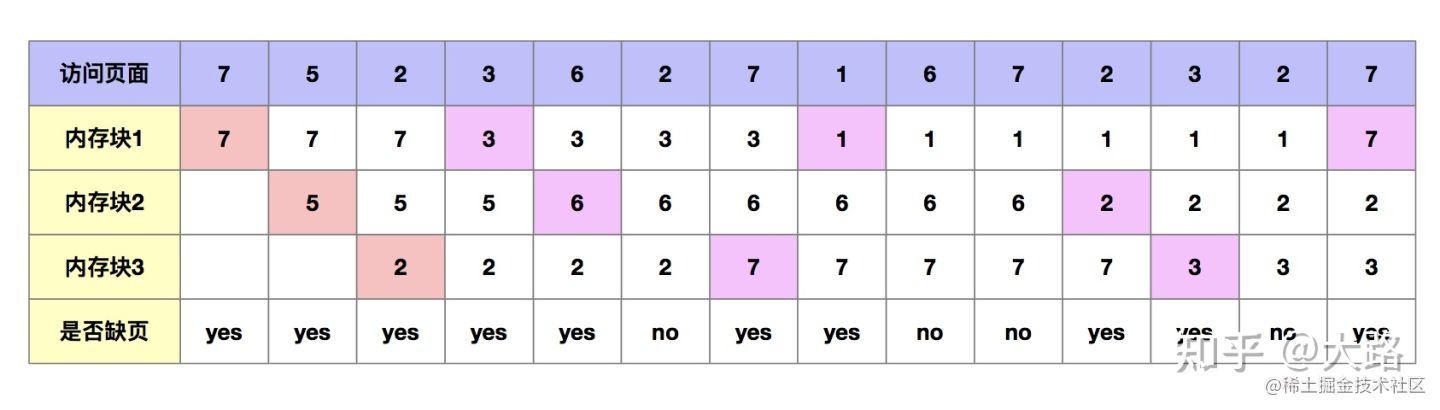 访问页面 7 5 2 3 6 2 7 1 6 7 2 3 2 7
内存块1 7 7 7 3 3 3 3 1 1 1 1 1 1 7
内存块2 5 5 5 6 6 6 6 6 6 2 2 2 2
内存块3 2 2 2 2 7 7 7 7 7 3 3 3
是否缺页 yes yes yes yes yes no yes yes no no yes yes no yes
知乎 @大路
@稀土掘金技术社区